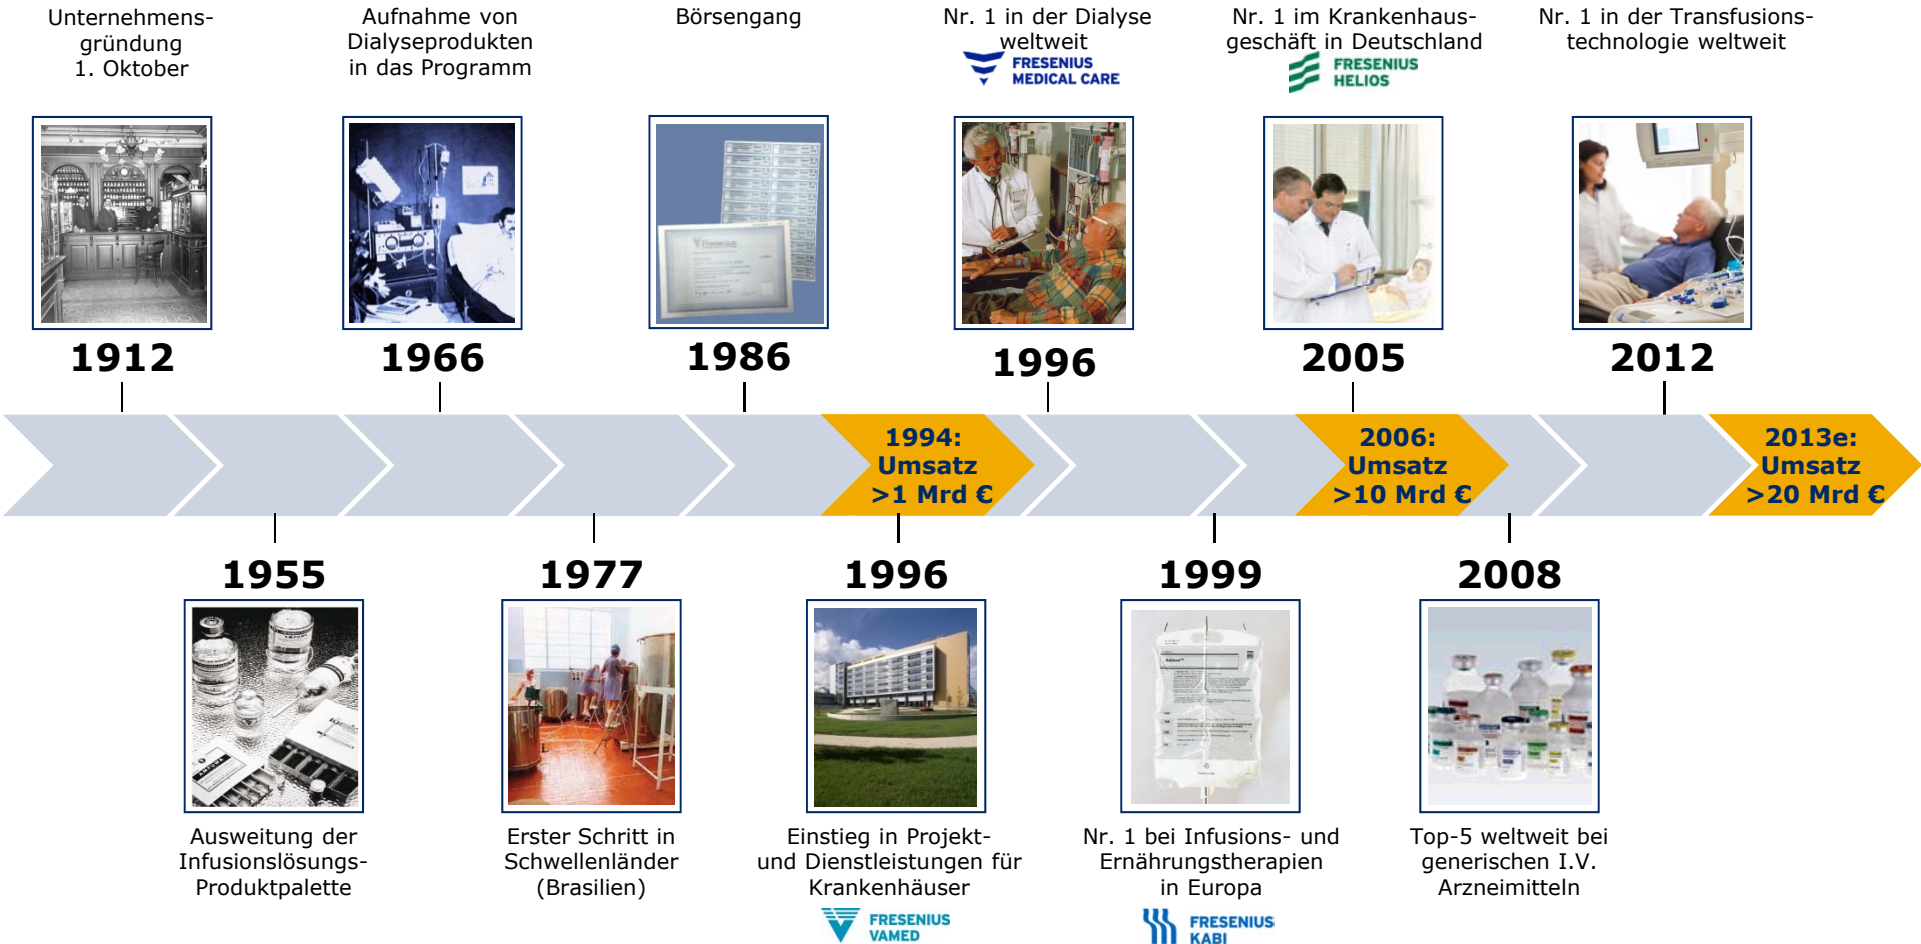 Unternehmens-
gründung
1. Oktober
Aufnahme von
Dialyseprodukten
in das Programm
Börsengang
Nr. 1 in der Dialyse
weltweit
FRESENIUS
MEDICAL CARE
Nr. 1 im Krankenhaus-
geschäft in Deutschland
FRESENIUS
HELIOS
Nr. 1 in der Transfusions-
technologie weltweit
1912
1966
1986
1996
2005
2012
1994:
Umsatz
>1 Mrd €
2006:
Umsatz
>10 Mrd €
2013e:
Umsatz
>20 Mrd €
1955
1977
1996
1999
2008
Ausweitung der
Infusionslösungs-
Produktpalette
Erster Schritt in
Schwellenländer
(Brasilien)
Einstieg in Projekt-
und Dienstleistungen für
Krankenhäuser
FRESENIUS
VAMED
Nr. 1 bei Infusions- und
Ernährungstherapien
in Europa
FRESENIUS
KABI
Top-5 weltweit bei
generischen I.V.
Arzneimitteln